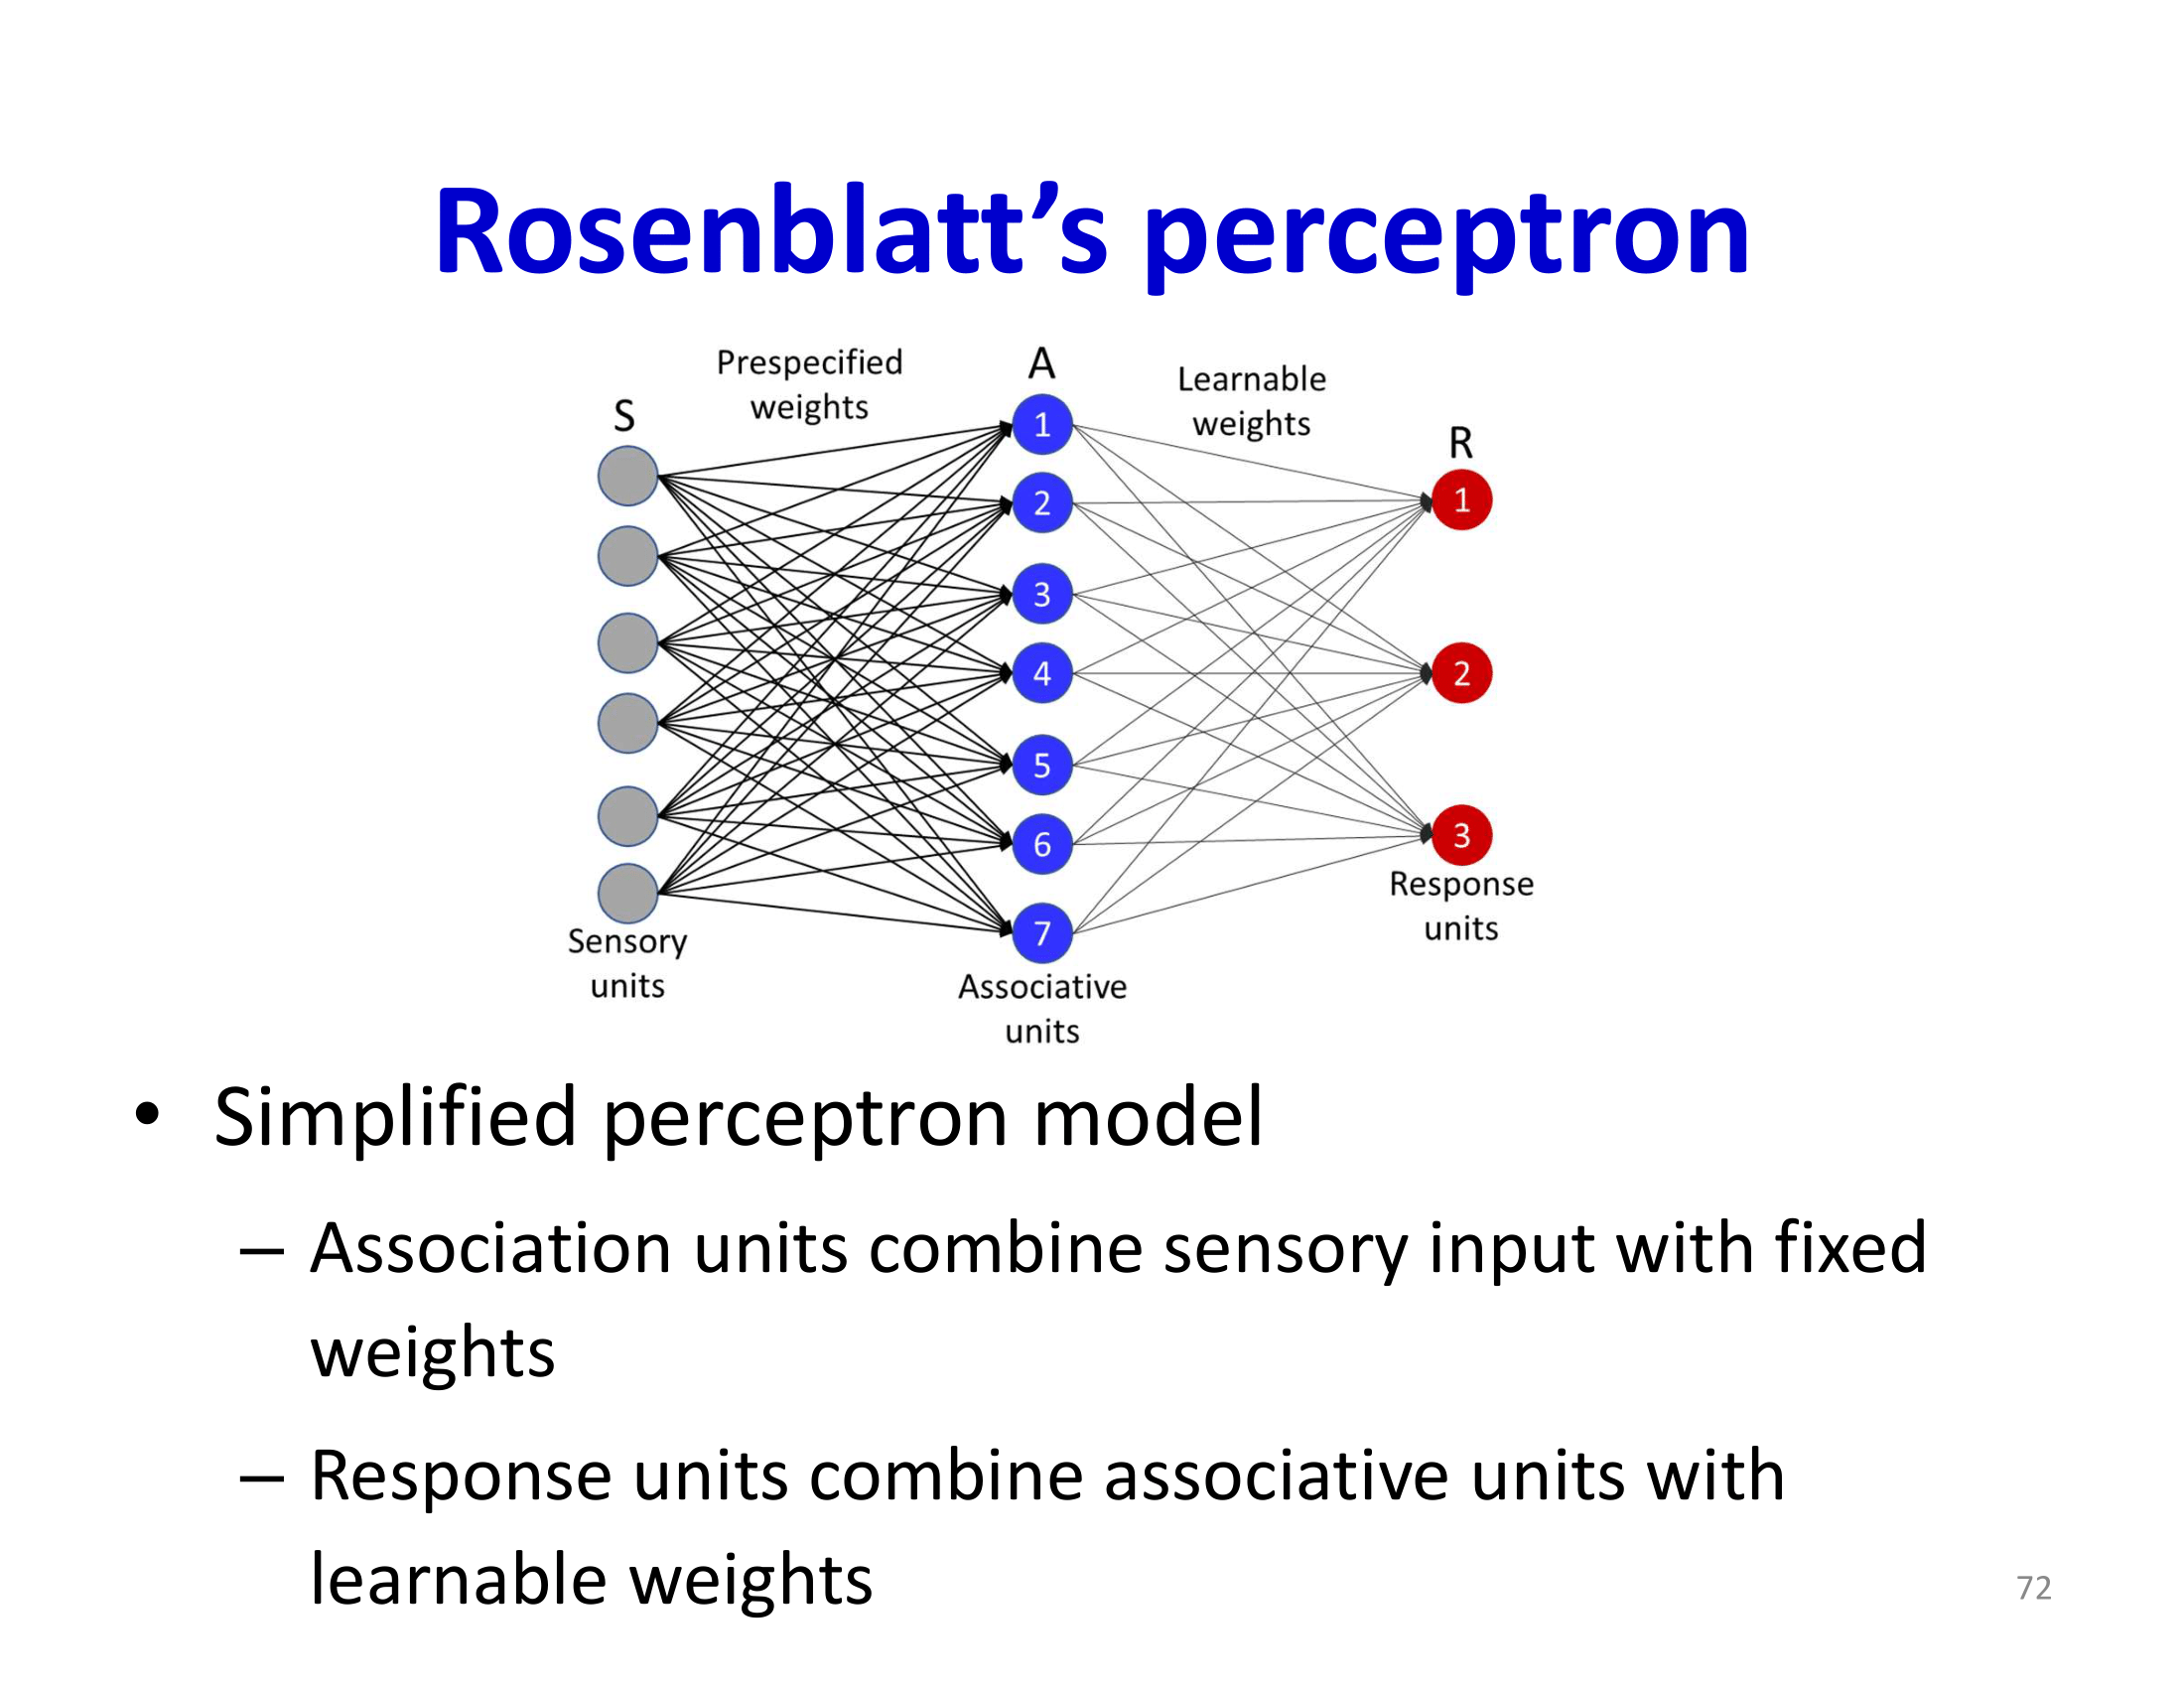 Rosenblatt’s perceptron
Prespecified
weights
A
Learnable
weights
S
R
1
2
3
4
5
6
7
1
2
3
Response
units
Sensory
units
Associative
units
• Simplified perceptron model
– Association units combine sensory input with fixed
weights
– Response units combine associative units with
learnable weights
72